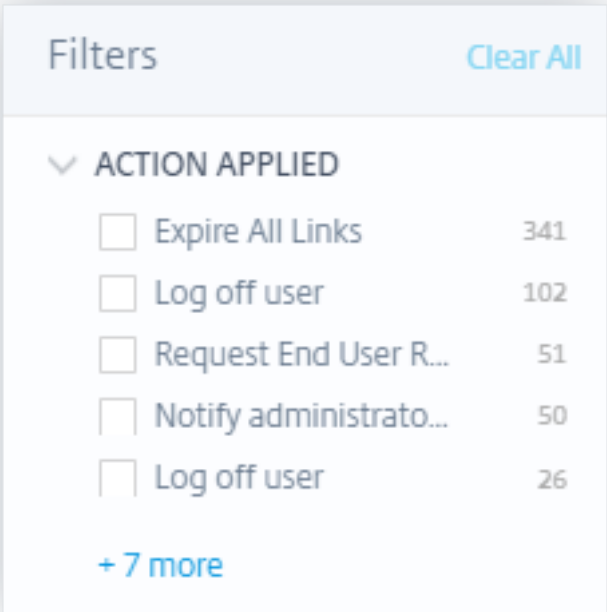 Filters
Clear All
ACTION APPLIED
Expire All Links 341
Log off user 102
Request End User R... 51
Notify administrato... 50
Log off user 26
+ 7 more